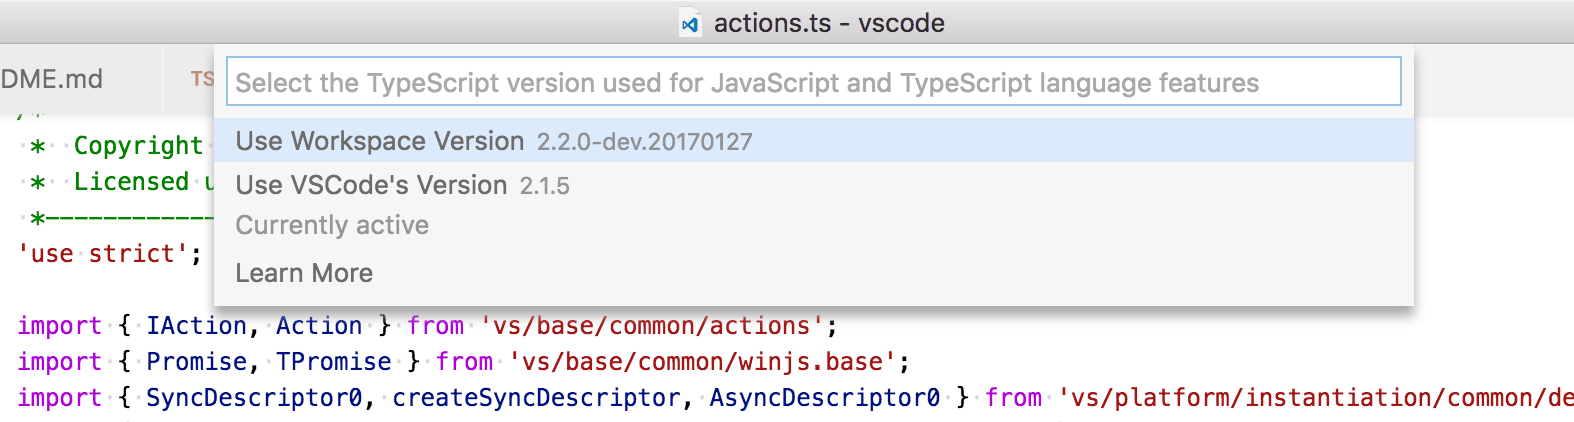 actions.ts - vscode
DME.md
TS
Select the TypeScript version used for JavaScript and TypeScript language features
Use Workspace Version 2.2.0-dev.20170127
* Copyright
Use VSCode's Version 2.1.5
* Licensed u
Currently active
*------------
'use strict';
Learn More
import { IAction, Action } from 'vs/base/common/actions';
import { Promise, TPromise } from 'vs/base/common/winjs.base';
import { SyncDescriptor0, createSyncDescriptor, AsyncDescriptor0 } from 'vs/platform/instantiation/common/de